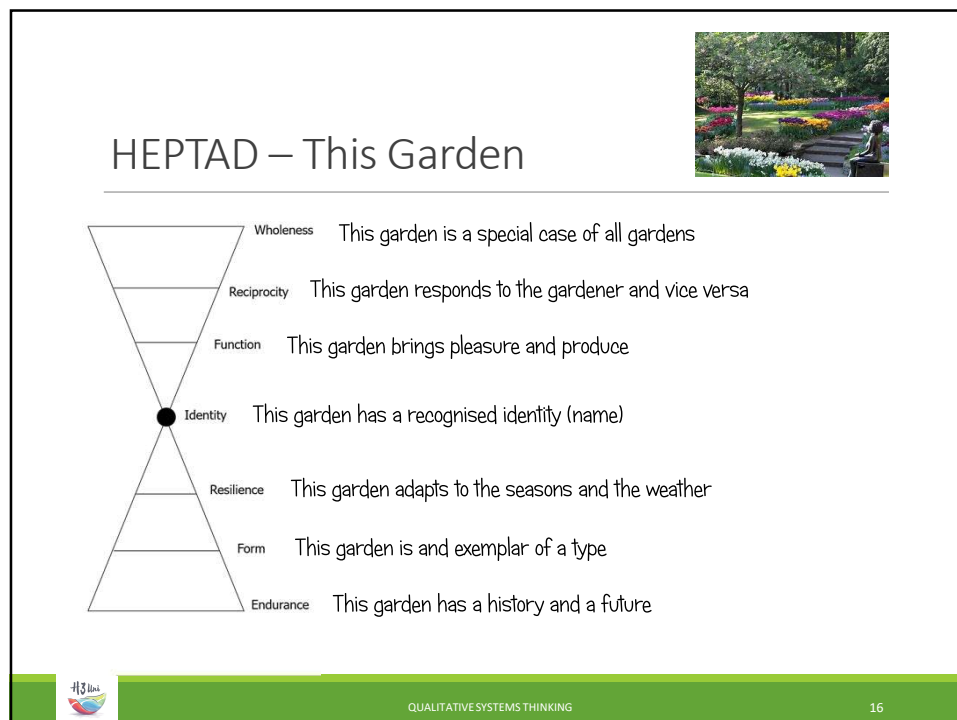 HEPTAD – This Garden
Wholeness This garden is a special case of all gardens
Reciprocity This garden responds to the gardener and vice versa
Function This garden brings pleasure and produce
Identity This garden has a recognised identity (name)
Resilience This garden adapts to the seasons and the weather
Form This garden is and exemplar of a type
Endurance This garden has a history and a future
H3Uni
QUALITATIVE SYSTEMS THINKING 16